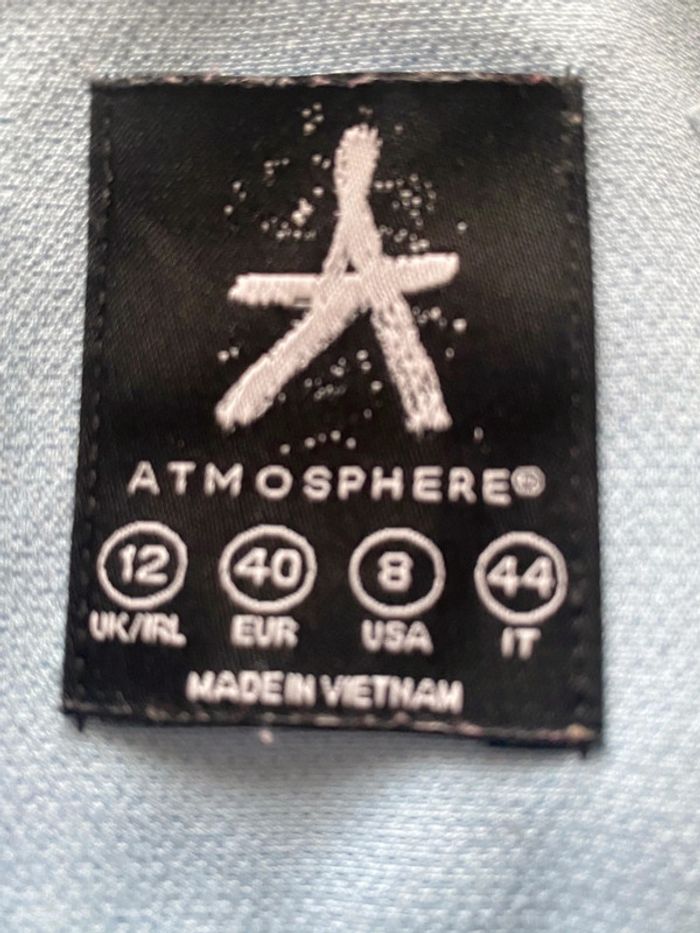 ATMOSPHERE®
12 40 8 44
UK/IRL EUR USA IT
MADE IN VIETNAM